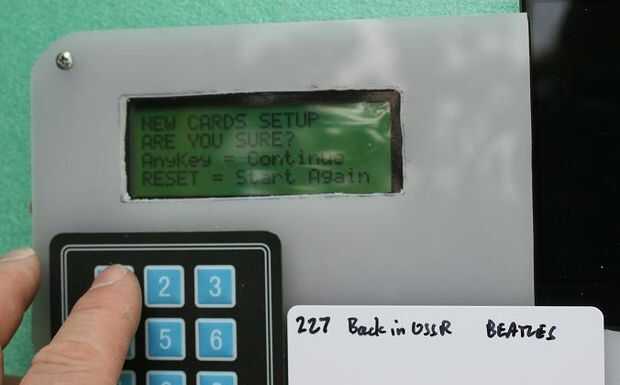 NEW CARDS SETUP
ARE YOU SURE?
AnyKey = Continue
RESET = Start Again
2 3
5 6
227 Back in USSR BEATLES